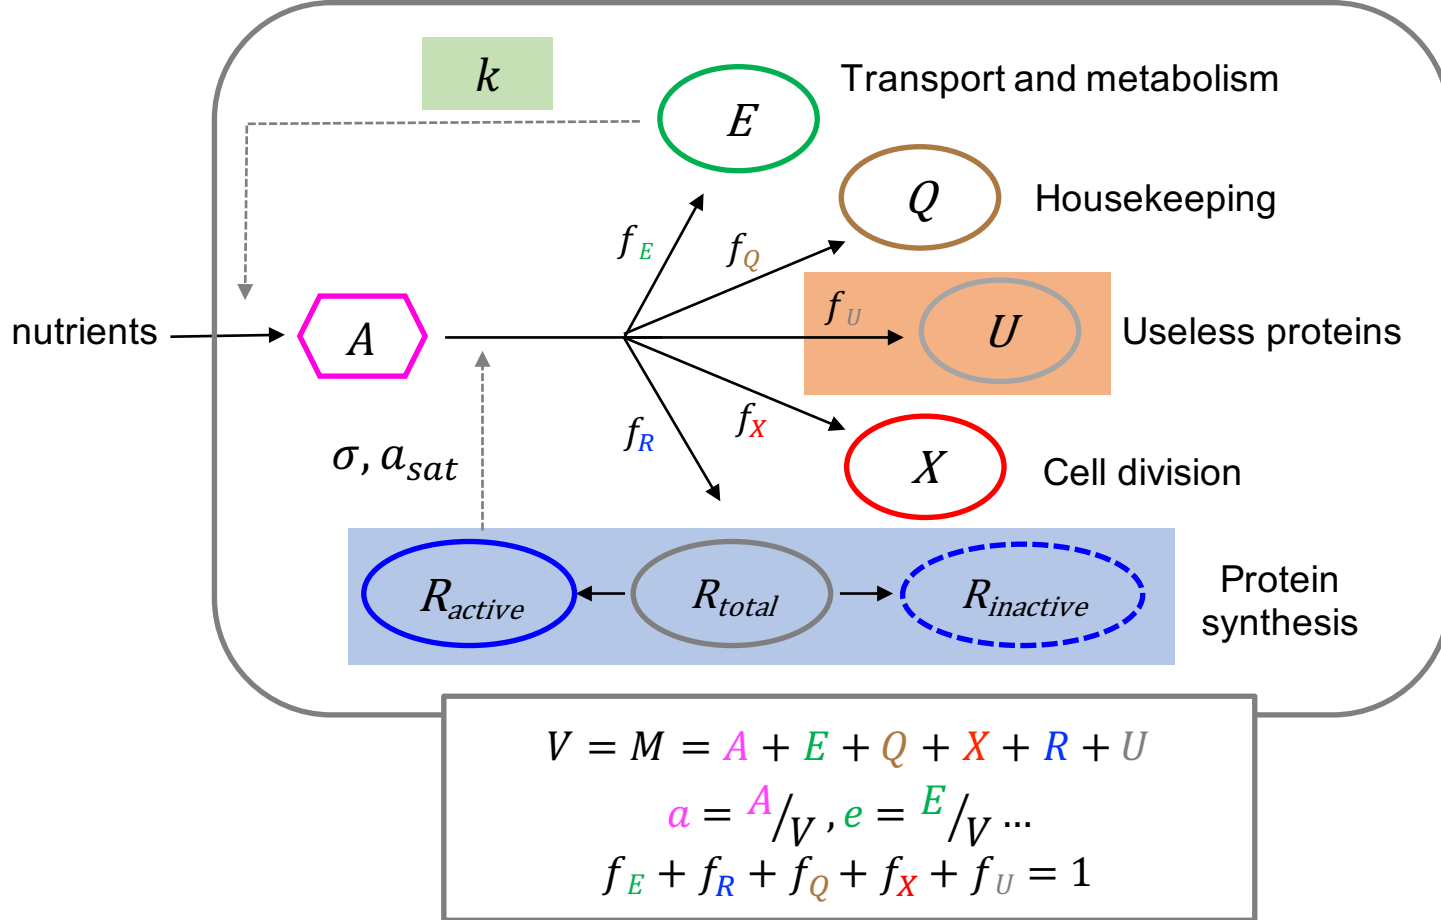 k
E
Transport and metabolism
Q
Housekeeping
f_E
f_Q
nutrients
A
f_U
U
Useless proteins
f_R
f_X
σ, a_sat
X
Cell division
R_active
R_total
R_inactive
Protein
synthesis
V = M = A + E + Q + X + R + U
a = A/V , e = E/V ...
f_E + f_R + f_Q + f_X + f_U = 1